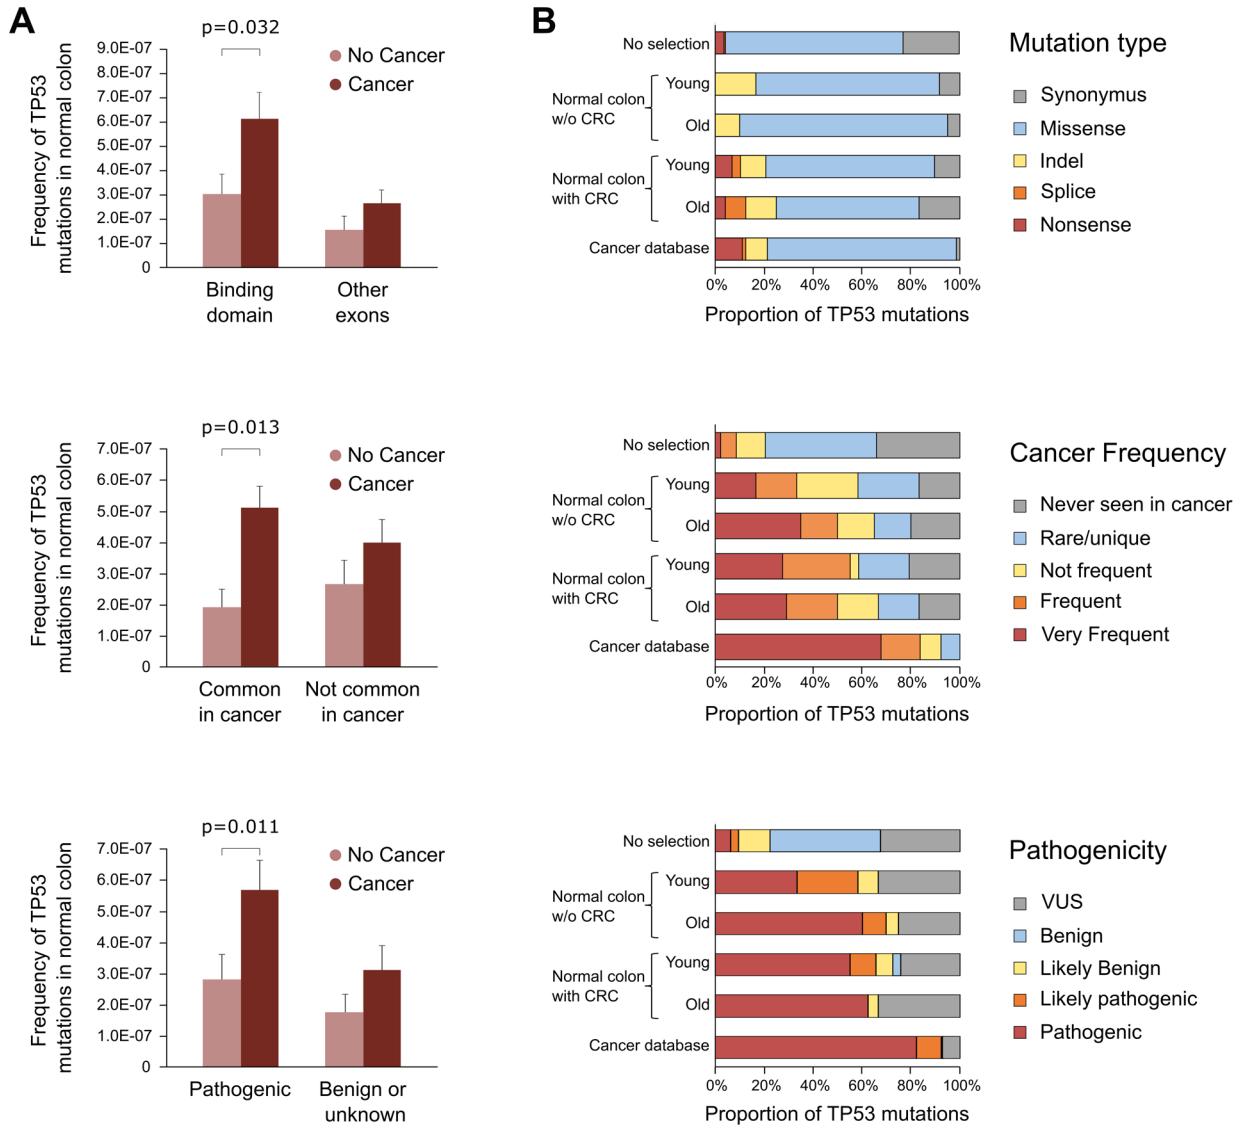 A
p=0.032
9.0E-07
8.0E-07
7.0E-07
6.0E-07
5.0E-07
4.0E-07
3.0E-07
2.0E-07
1.0E-07
0
Frequency of TP53
mutations in normal colon
No Cancer
Cancer
Binding
domain
Other
exons
p=0.013
7.0E-07
6.0E-07
5.0E-07
4.0E-07
3.0E-07
2.0E-07
1.0E-07
0
Frequency of TP53
mutations in normal colon
No Cancer
Cancer
Common
in cancer
Not common
in cancer
p=0.011
7.0E-07
6.0E-07
5.0E-07
4.0E-07
3.0E-07
2.0E-07
1.0E-07
0
Frequency of TP53
mutations in normal colon
No Cancer
Cancer
Pathogenic
Benign or
unknown
B
No selection
Normal colon
w/o CRC
Young
Old
Normal colon
with CRC
Young
Old
Cancer database
0% 20% 40% 60% 80% 100%
Proportion of TP53 mutations
Mutation type
Synonymus
Missense
Indel
Splice
Nonsense
No selection
Normal colon
w/o CRC
Young
Old
Normal colon
with CRC
Young
Old
Cancer database
0% 20% 40% 60% 80% 100%
Proportion of TP53 mutations
Cancer Frequency
Never seen in cancer
Rare/unique
Not frequent
Frequent
Very Frequent
No selection
Normal colon
w/o CRC
Young
Old
Normal colon
with CRC
Young
Old
Cancer database
0% 20% 40% 60% 80% 100%
Proportion of TP53 mutations
Pathogenicity
VUS
Benign
Likely Benign
Likely pathogenic
Pathogenic